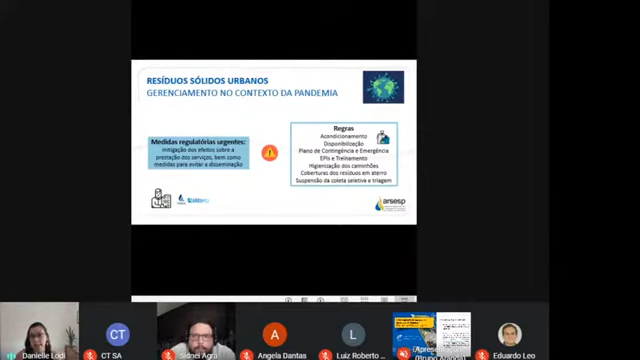 RESÍDUOS SÓLIDOS URBANOS
GERENCIAMENTO NO CONTEXTO DA PANDEMIA
Medidas regulatórias urgentes:
mitigação dos efeitos sobre a
prestação dos serviços, bem como
medidas para evitar a disseminação
Regras
Acondicionamento
Disponibilização
Plano de Contingência e Emergência
EPIs e Treinamento
Higienização dos caminhões
Coberturas dos resíduos em aterro
Suspensão da coleta seletiva e triagem
arsesp
Danielle Lodi
CT
CT SA
Sidnei Agra
A
Angela Dantas
L
Luiz Roberto ...
Eduardo Leo